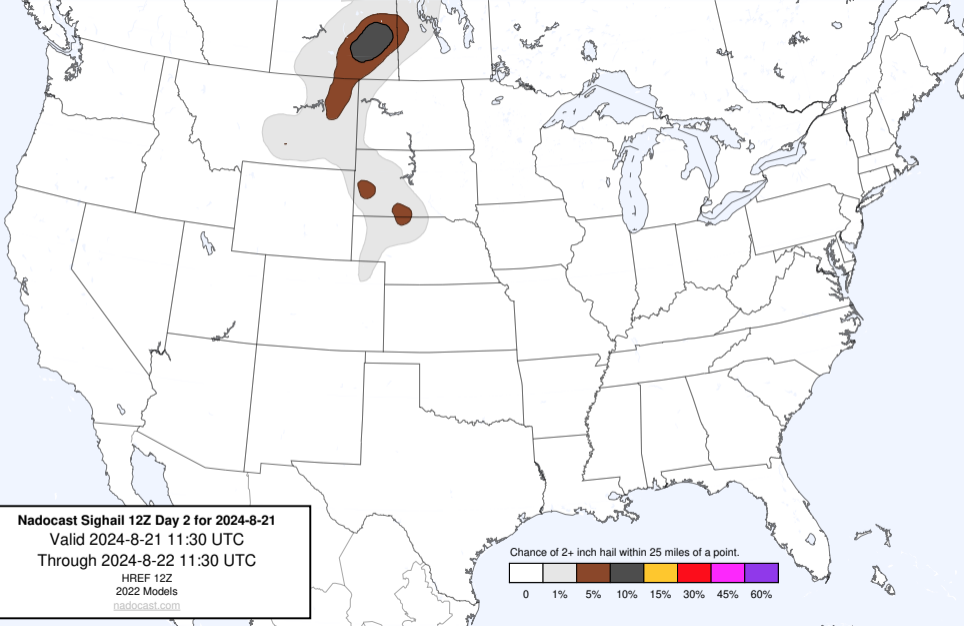 Nadocast Sighail 12Z Day 2 for 2024-8-21
Valid 2024-8-21 11:30 UTC
Through 2024-8-22 11:30 UTC
HREF 12Z
2022 Models
nadocast.com
Chance of 2+ inch hail within 25 miles of a point.
0 1% 5% 10% 15% 30% 45% 60%